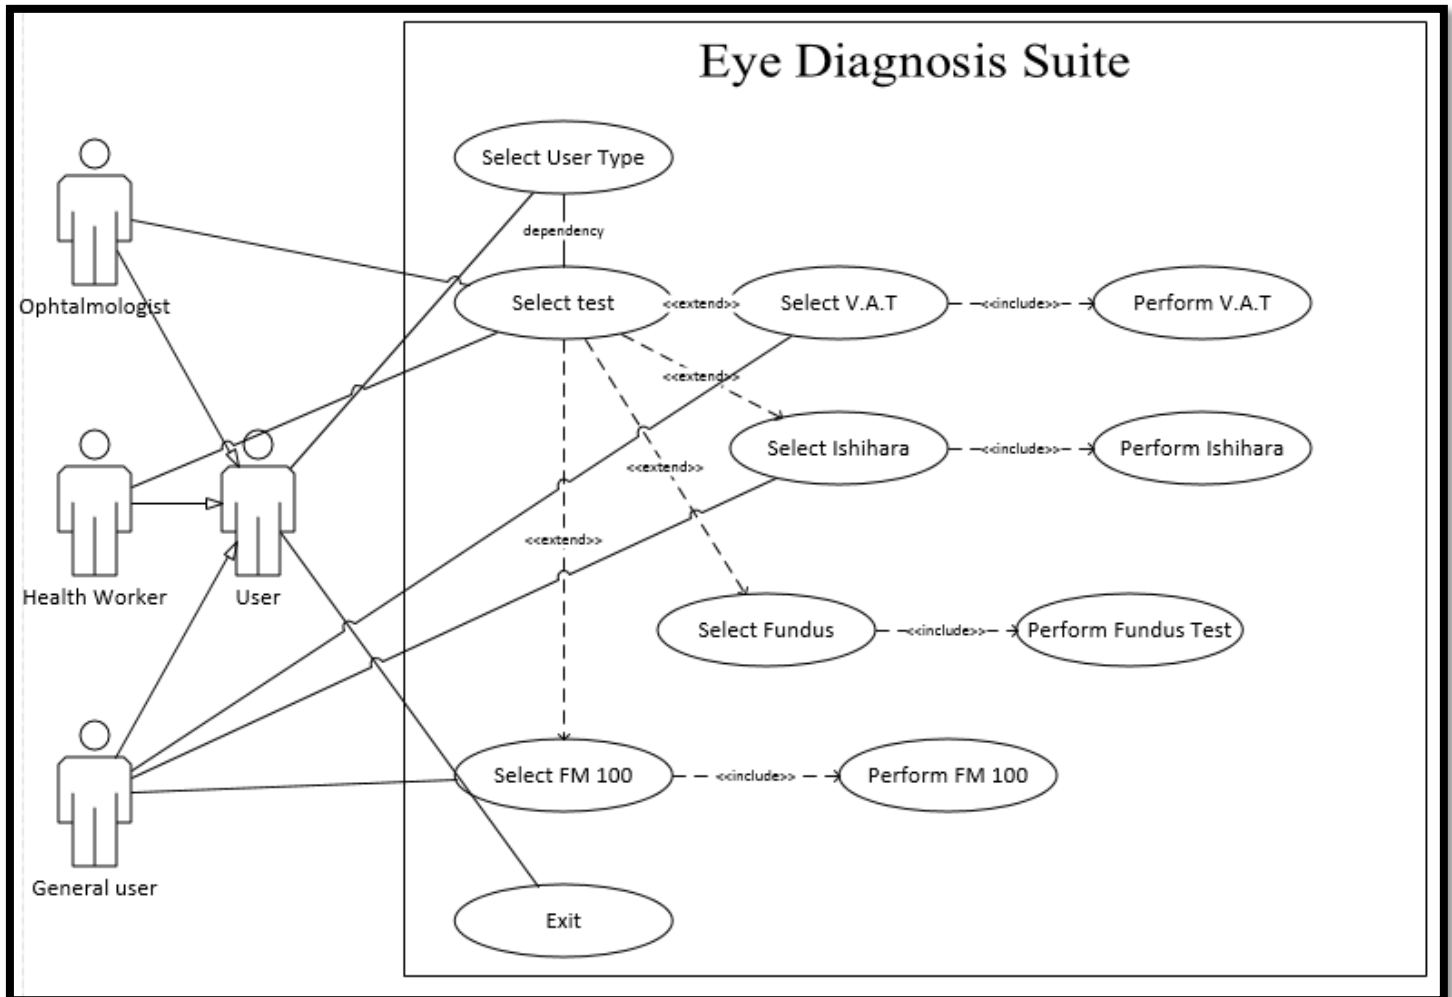 Eye Diagnosis Suite
Select User Type
dependency
Ophtalmologist
Select test
<<extend>>
Select V.A.T
<<include>>
Perform V.A.T
<<extend>>
Select Ishihara
<<include>>
Perform Ishihara
<<extend>>
<<extend>>
Health Worker
User
Select Fundus
<<include>>
Perform Fundus Test
Select FM 100
<<include>>
Perform FM 100
General user
Exit